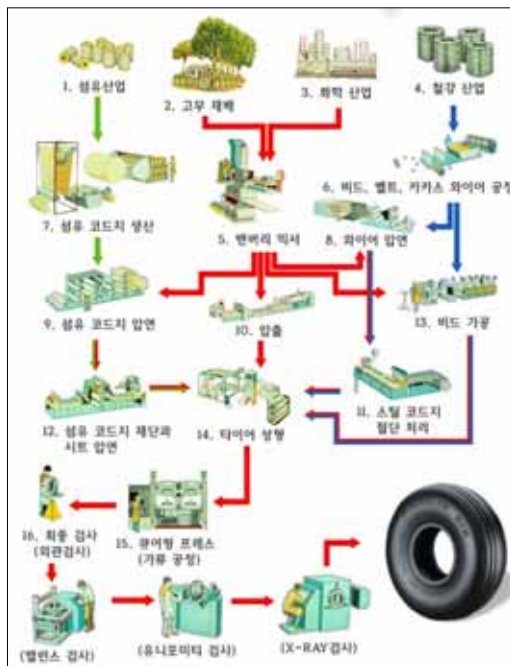 1. 섬유산업
2. 고무 재배
3. 화학 산업
4. 철강 산업
6. 비드, 벨트, 카카스 와이어 공정
7. 섬유 코드지 생산
5. 밴버리 믹서
8. 와이어 압연
9. 섬유 코드지 압연
10. 압출
13. 비드 가공
12. 섬유 코드지 재단과
시트 압연
14. 타이어 성형
11. 스틸 코드지
절단 처리
16. 최종 검사
(외관검사)
15. 큐어링 프레스
(가류 공정)
(밸런스 검사)
(유니포미티 검사)
(X-RAY검사)